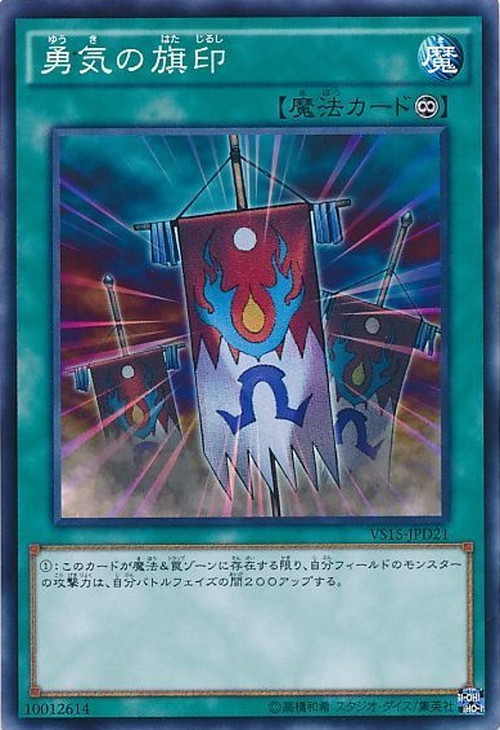 勇気の旗印
魔
【魔法カード】
VS15-JPD21
①:このカードが魔法&罠ゾーンに存在する限り、自分フィールドのモンスター
の攻撃力は、自分バトルフェイズの間200アップする。
10012614
©高橋和希 スタジオ・ダイス/集英社